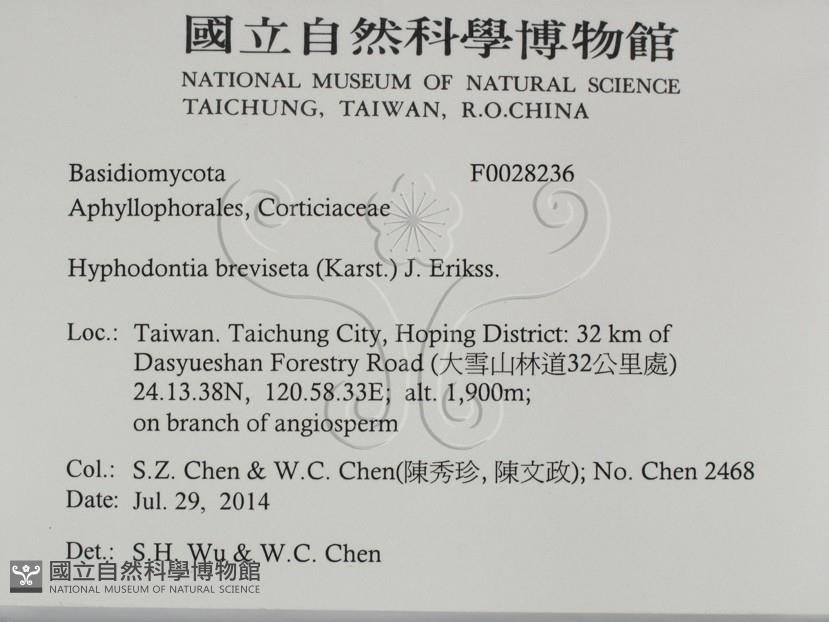 國立自然科學博物館
NATIONAL MUSEUM OF NATURAL SCIENCE
TAICHUNG, TAIWAN, R.O.CHINA
Basidiomycota F0028236
Aphyllophorales, Corticiaceae
Hyphodontia breviseta (Karst.) J. Erikss.
Loc.: Taiwan. Taichung City, Hoping District: 32 km of
Dasyueshan Forestry Road (大雪山林道32公里處)
24.13.38N, 120.58.33E; alt. 1,900m;
on branch of angiosperm
Col.: S.Z. Chen & W.C. Chen(陳秀珍, 陳文政); No. Chen 2468
Date: Jul. 29, 2014
Det.: S.H. Wu & W.C. Chen
國立自然科學博物館
NATIONAL MUSEUM OF NATURAL SCIENCE